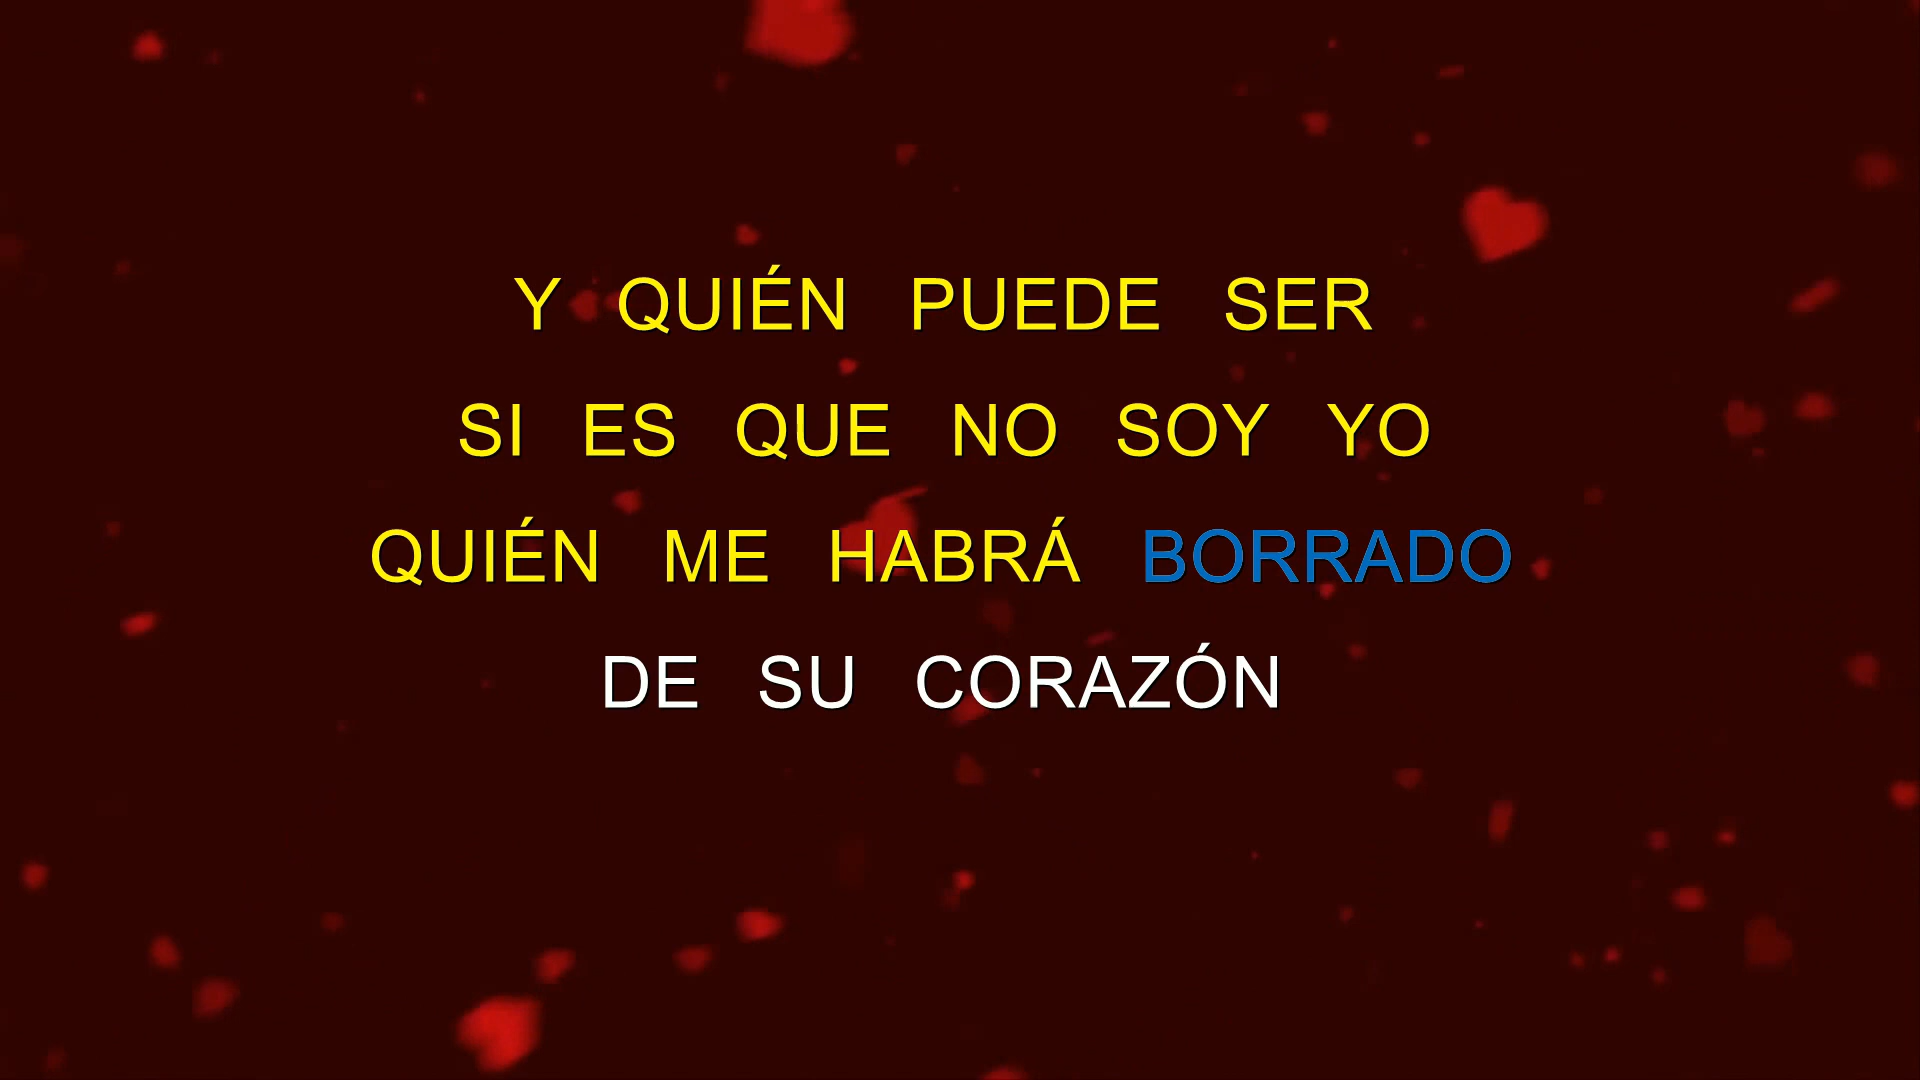 Y QUIÉN PUEDE SER
SI ES QUE NO SOY YO
QUIÉN ME HABRÁ BORRADO
DE SU CORAZÓN